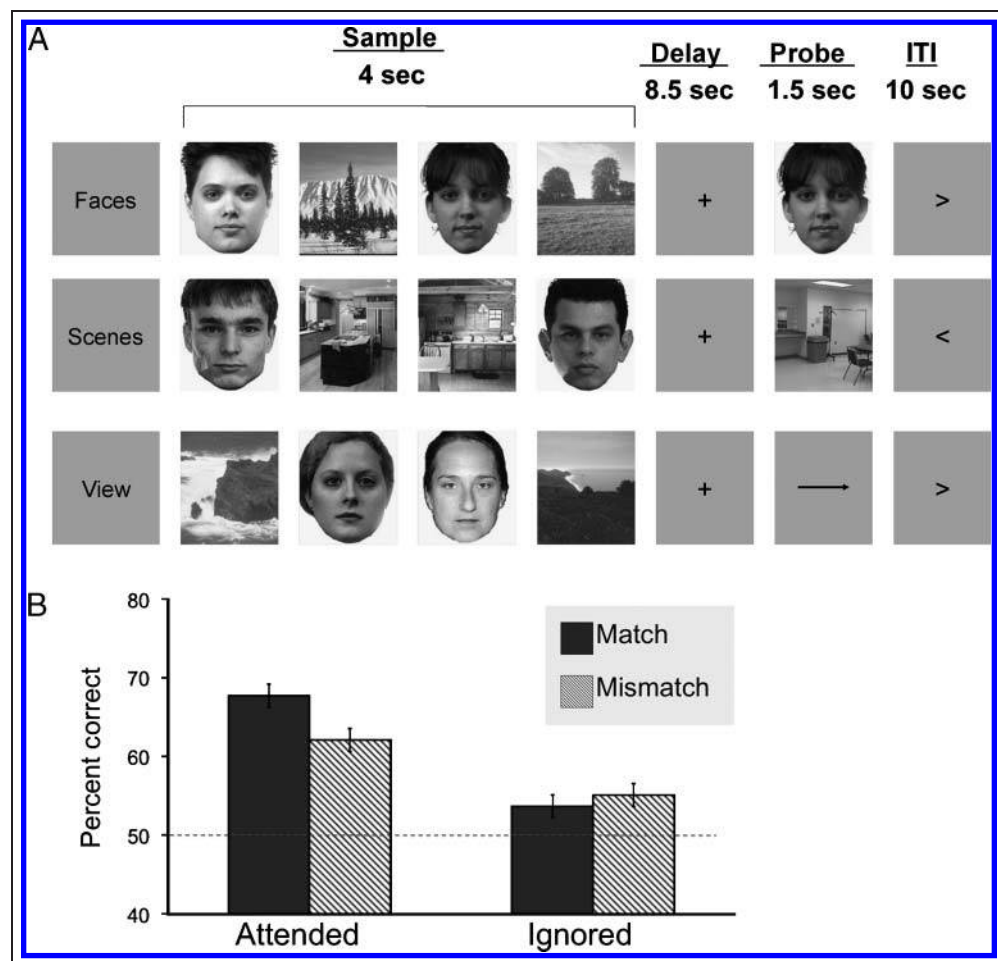 A
Sample
4 sec
Delay
8.5 sec
Probe
1.5 sec
ITI
10 sec
Faces
+
>
Scenes
+
<
View
+
>
B
80
70
60
50
40
Percent correct
Match
Mismatch
Attended
Ignored